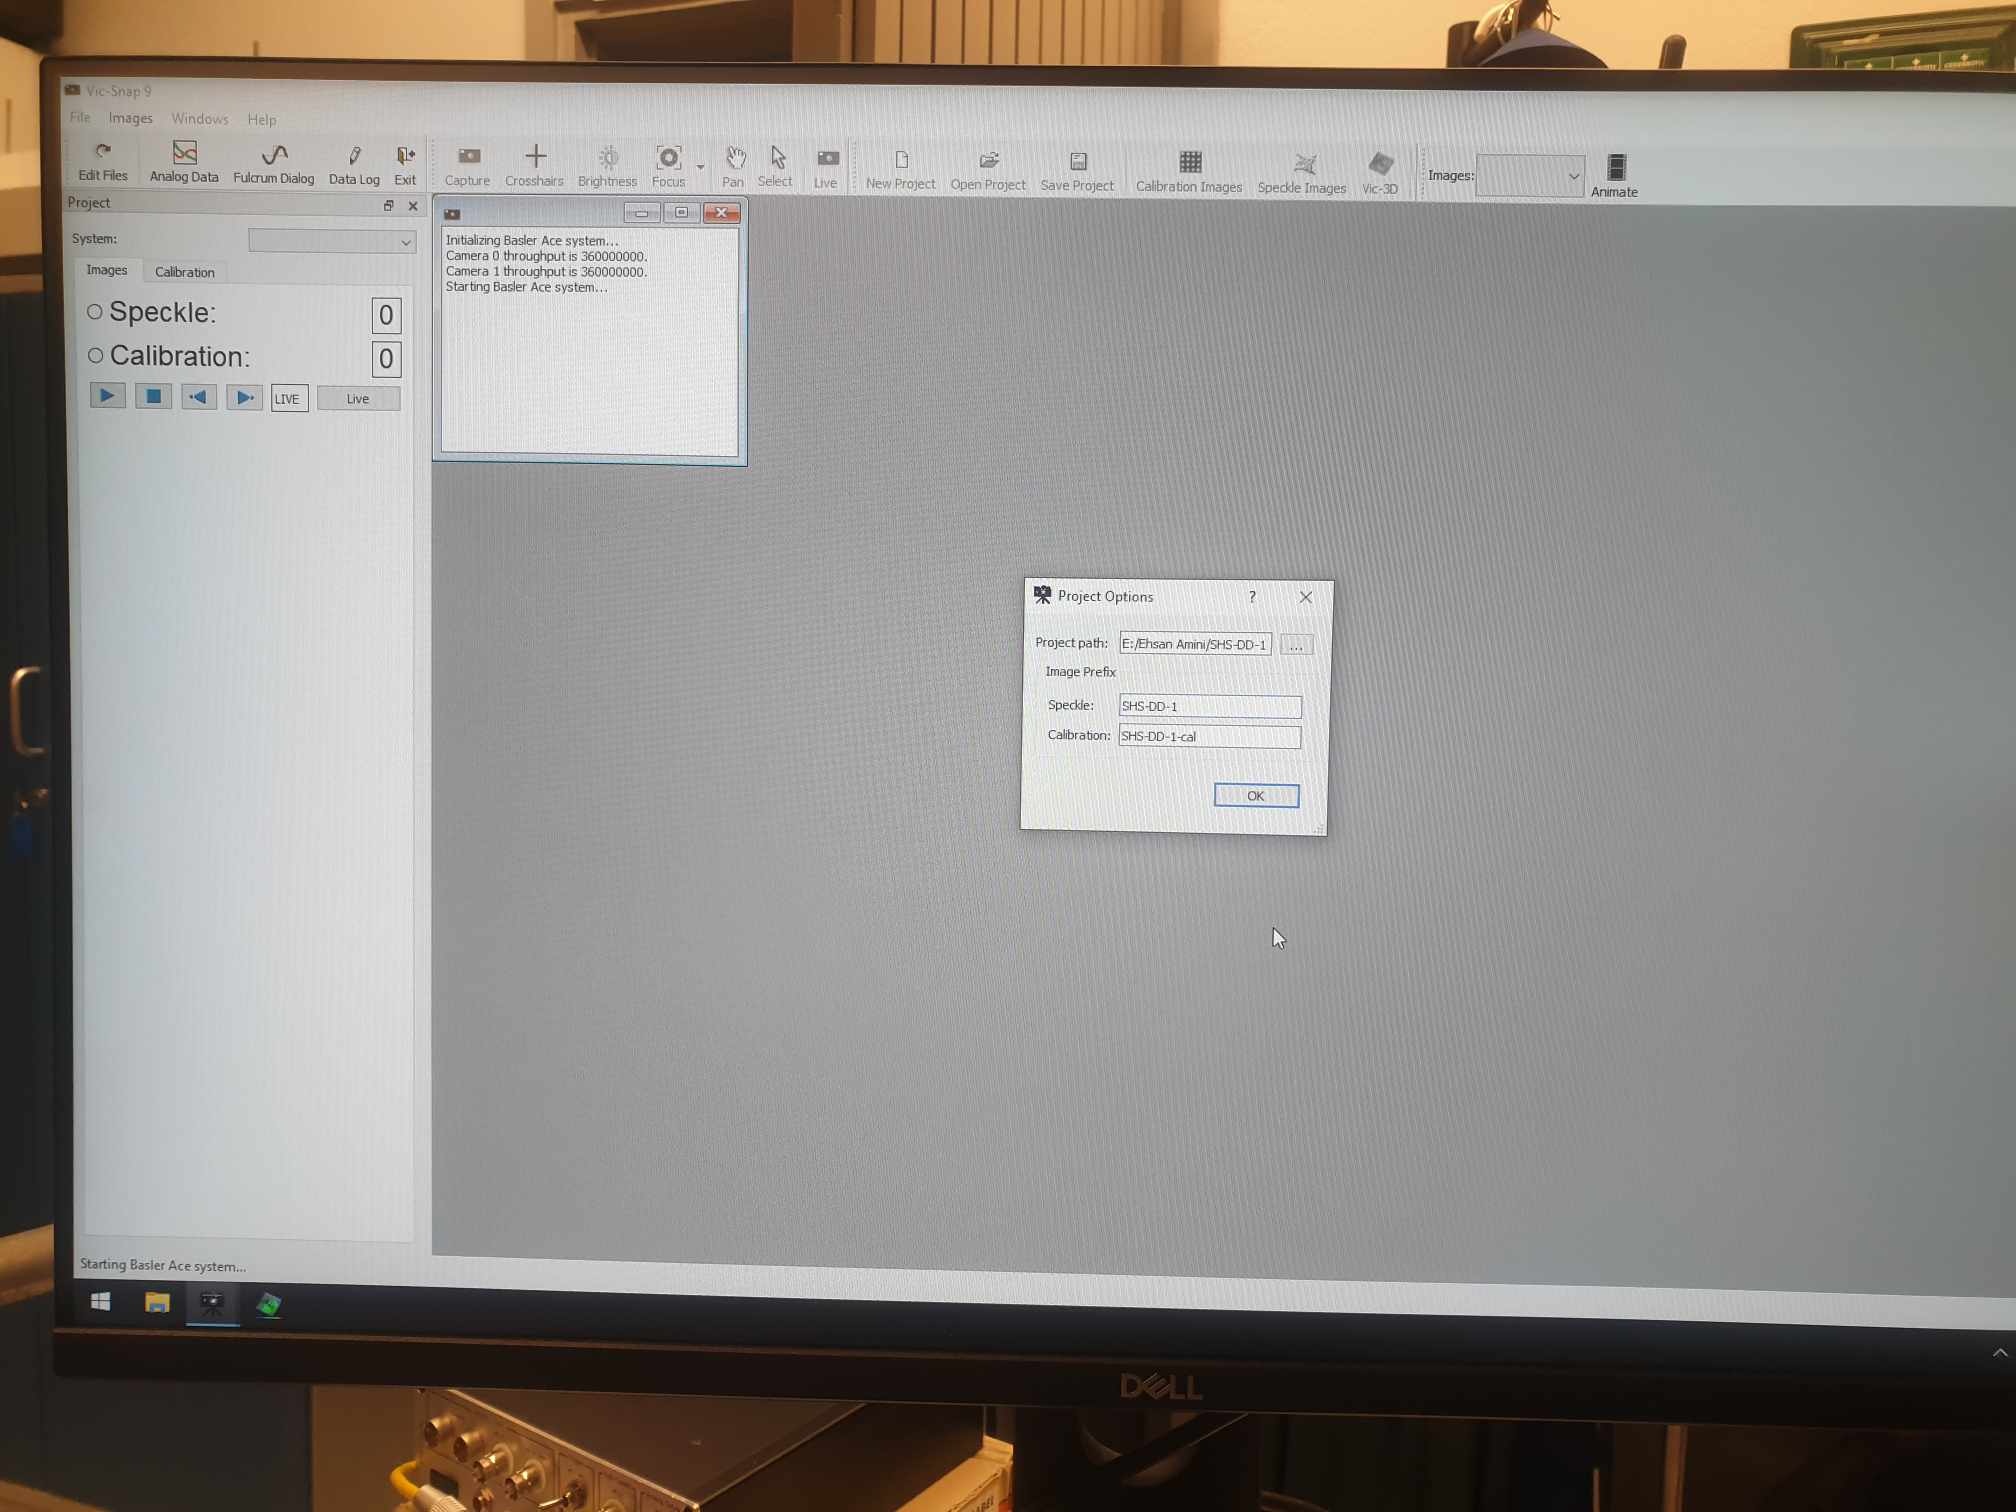 Vic-Snap 9
File Images Windows Help
Edit Files Analog Data Fulcrum Dialog Data Log Exit Capture Crosshairs Brightness Focus Pan Select Live New Project Open Project Save Project Calibration Images Speckle Images Vic-3D Images: Animate
Project
System:
Images Calibration
Speckle: 0
Calibration: 0
LIVE Live
Initializing Basler Ace system...
Camera 0 throughput is 360000000.
Camera 1 throughput is 360000000.
Starting Basler Ace system...
Project Options ?
Project path: E:/Ehsan Amini/SHS-DD-1 ...
Image Prefix
Speckle: SHS-DD-1
Calibration: SHS-DD-1-cal
OK
Starting Basler Ace system...
DELL